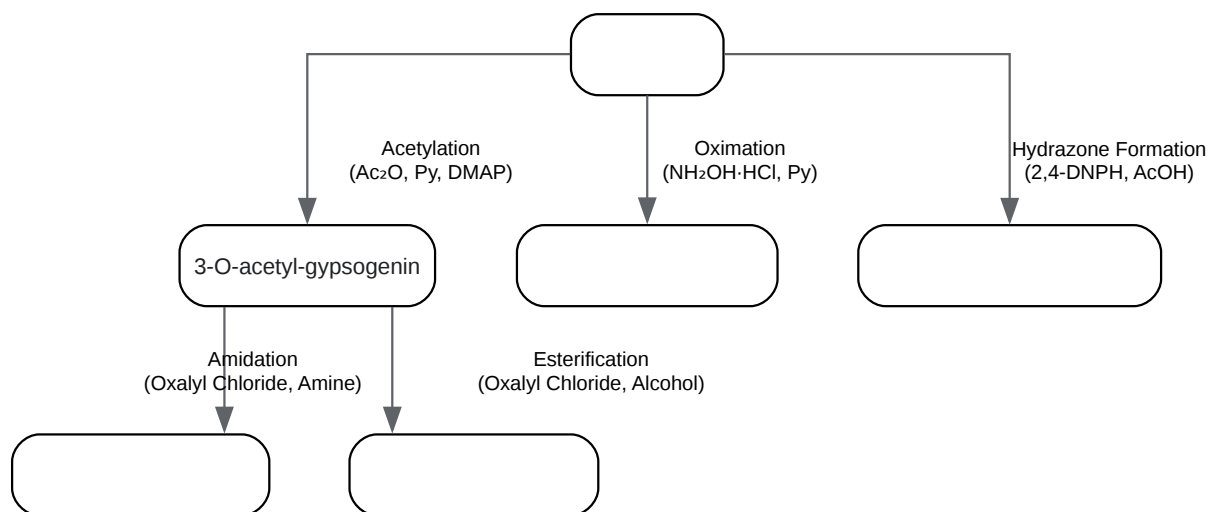 Acetylation
(Ac₂O, Py, DMAP)
Oximation
(NH₂OH·HCl, Py)
Hydrazone Formation
(2,4-DNPH, AcOH)
3-O-acetyl-gypsogenin
Amidation
(Oxalyl Chloride, Amine)
Esterification
(Oxalyl Chloride, Alcohol)